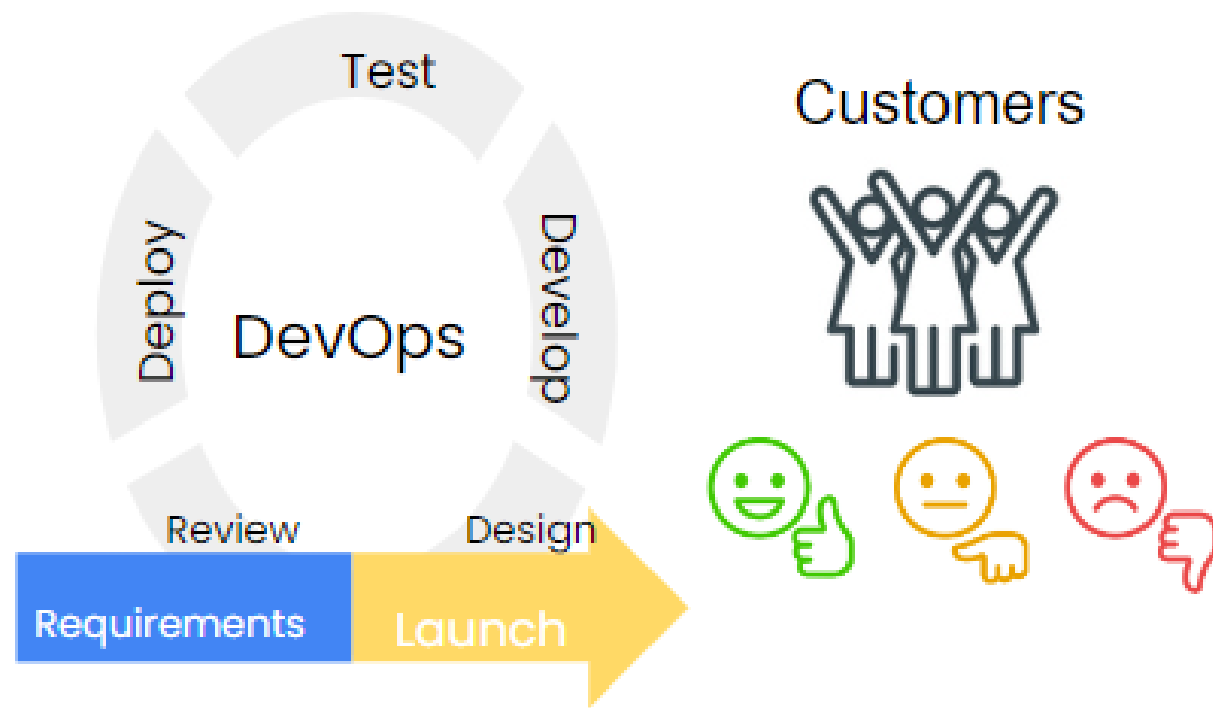 Test
Customers
Deploy
Develop
DevOps
Review
Design
Requirements
Launch